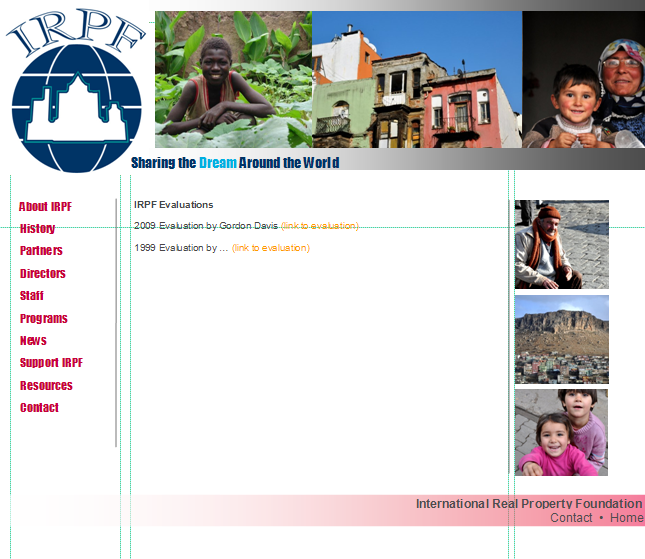 IRPF
Sharing the Dream Around the World
About IRPF
History
Partners
Directors
Staff
Programs
News
Support IRPF
Resources
Contact
IRPF Evaluations
2009 Evaluation by Gordon Davis (link to evaluation)
1999 Evaluation by ... (link to evaluation)
International Real Property Foundation
Contact • Home